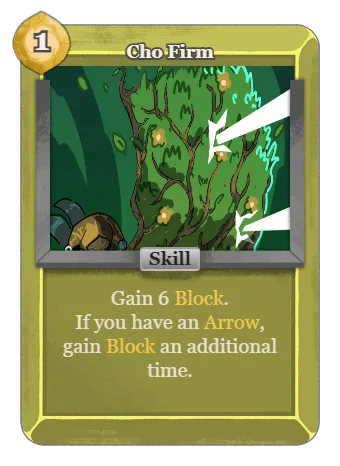 1
Cho Firm
Skill
Gain 6 Block.
If you have an Arrow,
gain Block an additional
time.